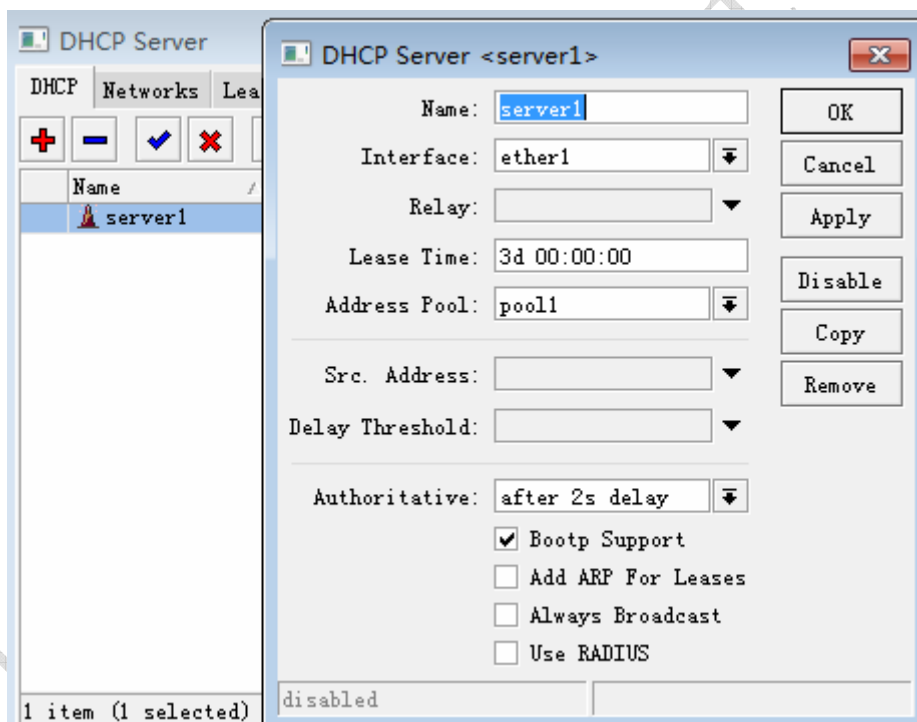 DHCP Server
DHCP Networks Lea
Name
server1
1 item (1 selected)
DHCP Server <server1>
Name: server1
Interface: ether1
Relay:
Lease Time: 3d 00:00:00
Address Pool: pool1
Src. Address:
Delay Threshold:
Authoritative: after 2s delay
Bootp Support
Add ARP For Leases
Always Broadcast
Use RADIUS
disabled
OK
Cancel
Apply
Disable
Copy
Remove